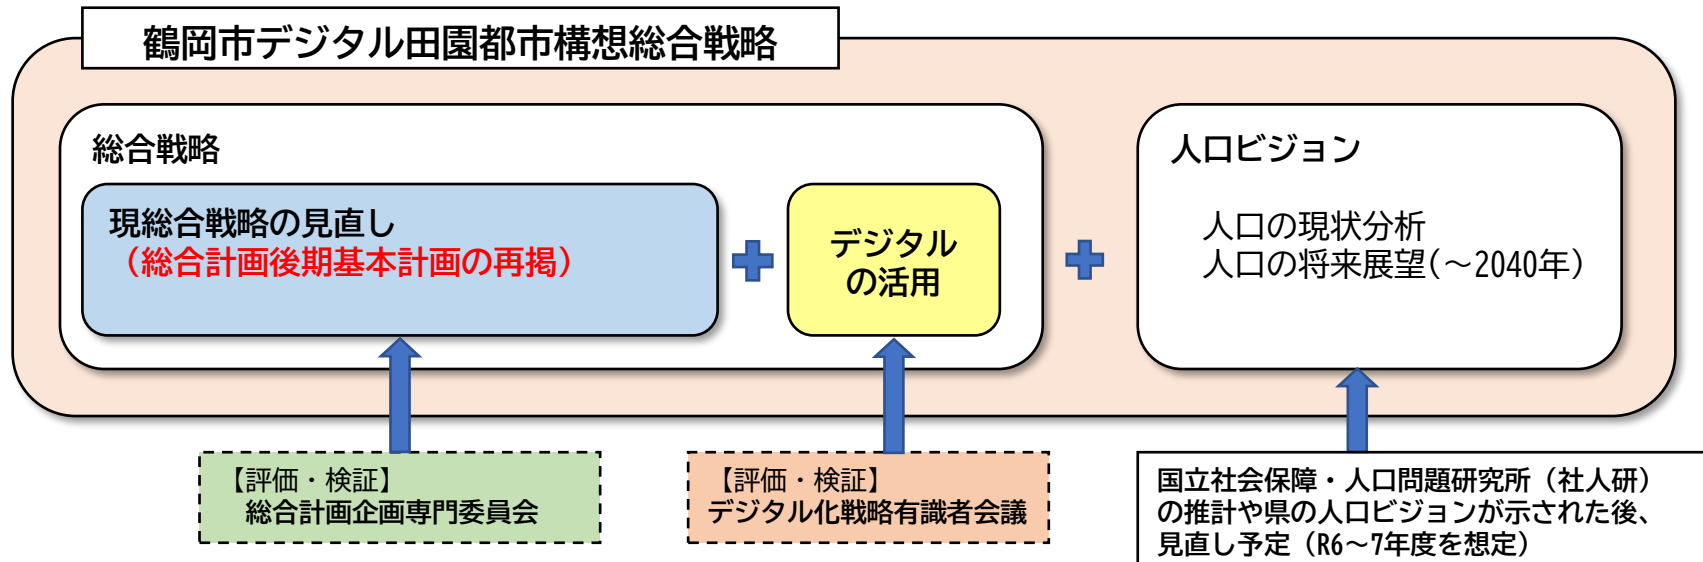 鶴岡市デジタル田園都市構想総合戦略
総合戦略
現総合戦略の見直し
（総合計画後期基本計画の再掲）
デジタル
の活用
人口ビジョン
人口の現状分析
人口の将来展望(～2040年)
【評価・検証】
総合計画企画専門委員会
【評価・検証】
デジタル化戦略有識者会議
国立社会保障・人口問題研究所（社人研）
の推計や県の人口ビジョンが示された後、
見直し予定（R6～7年度を想定）